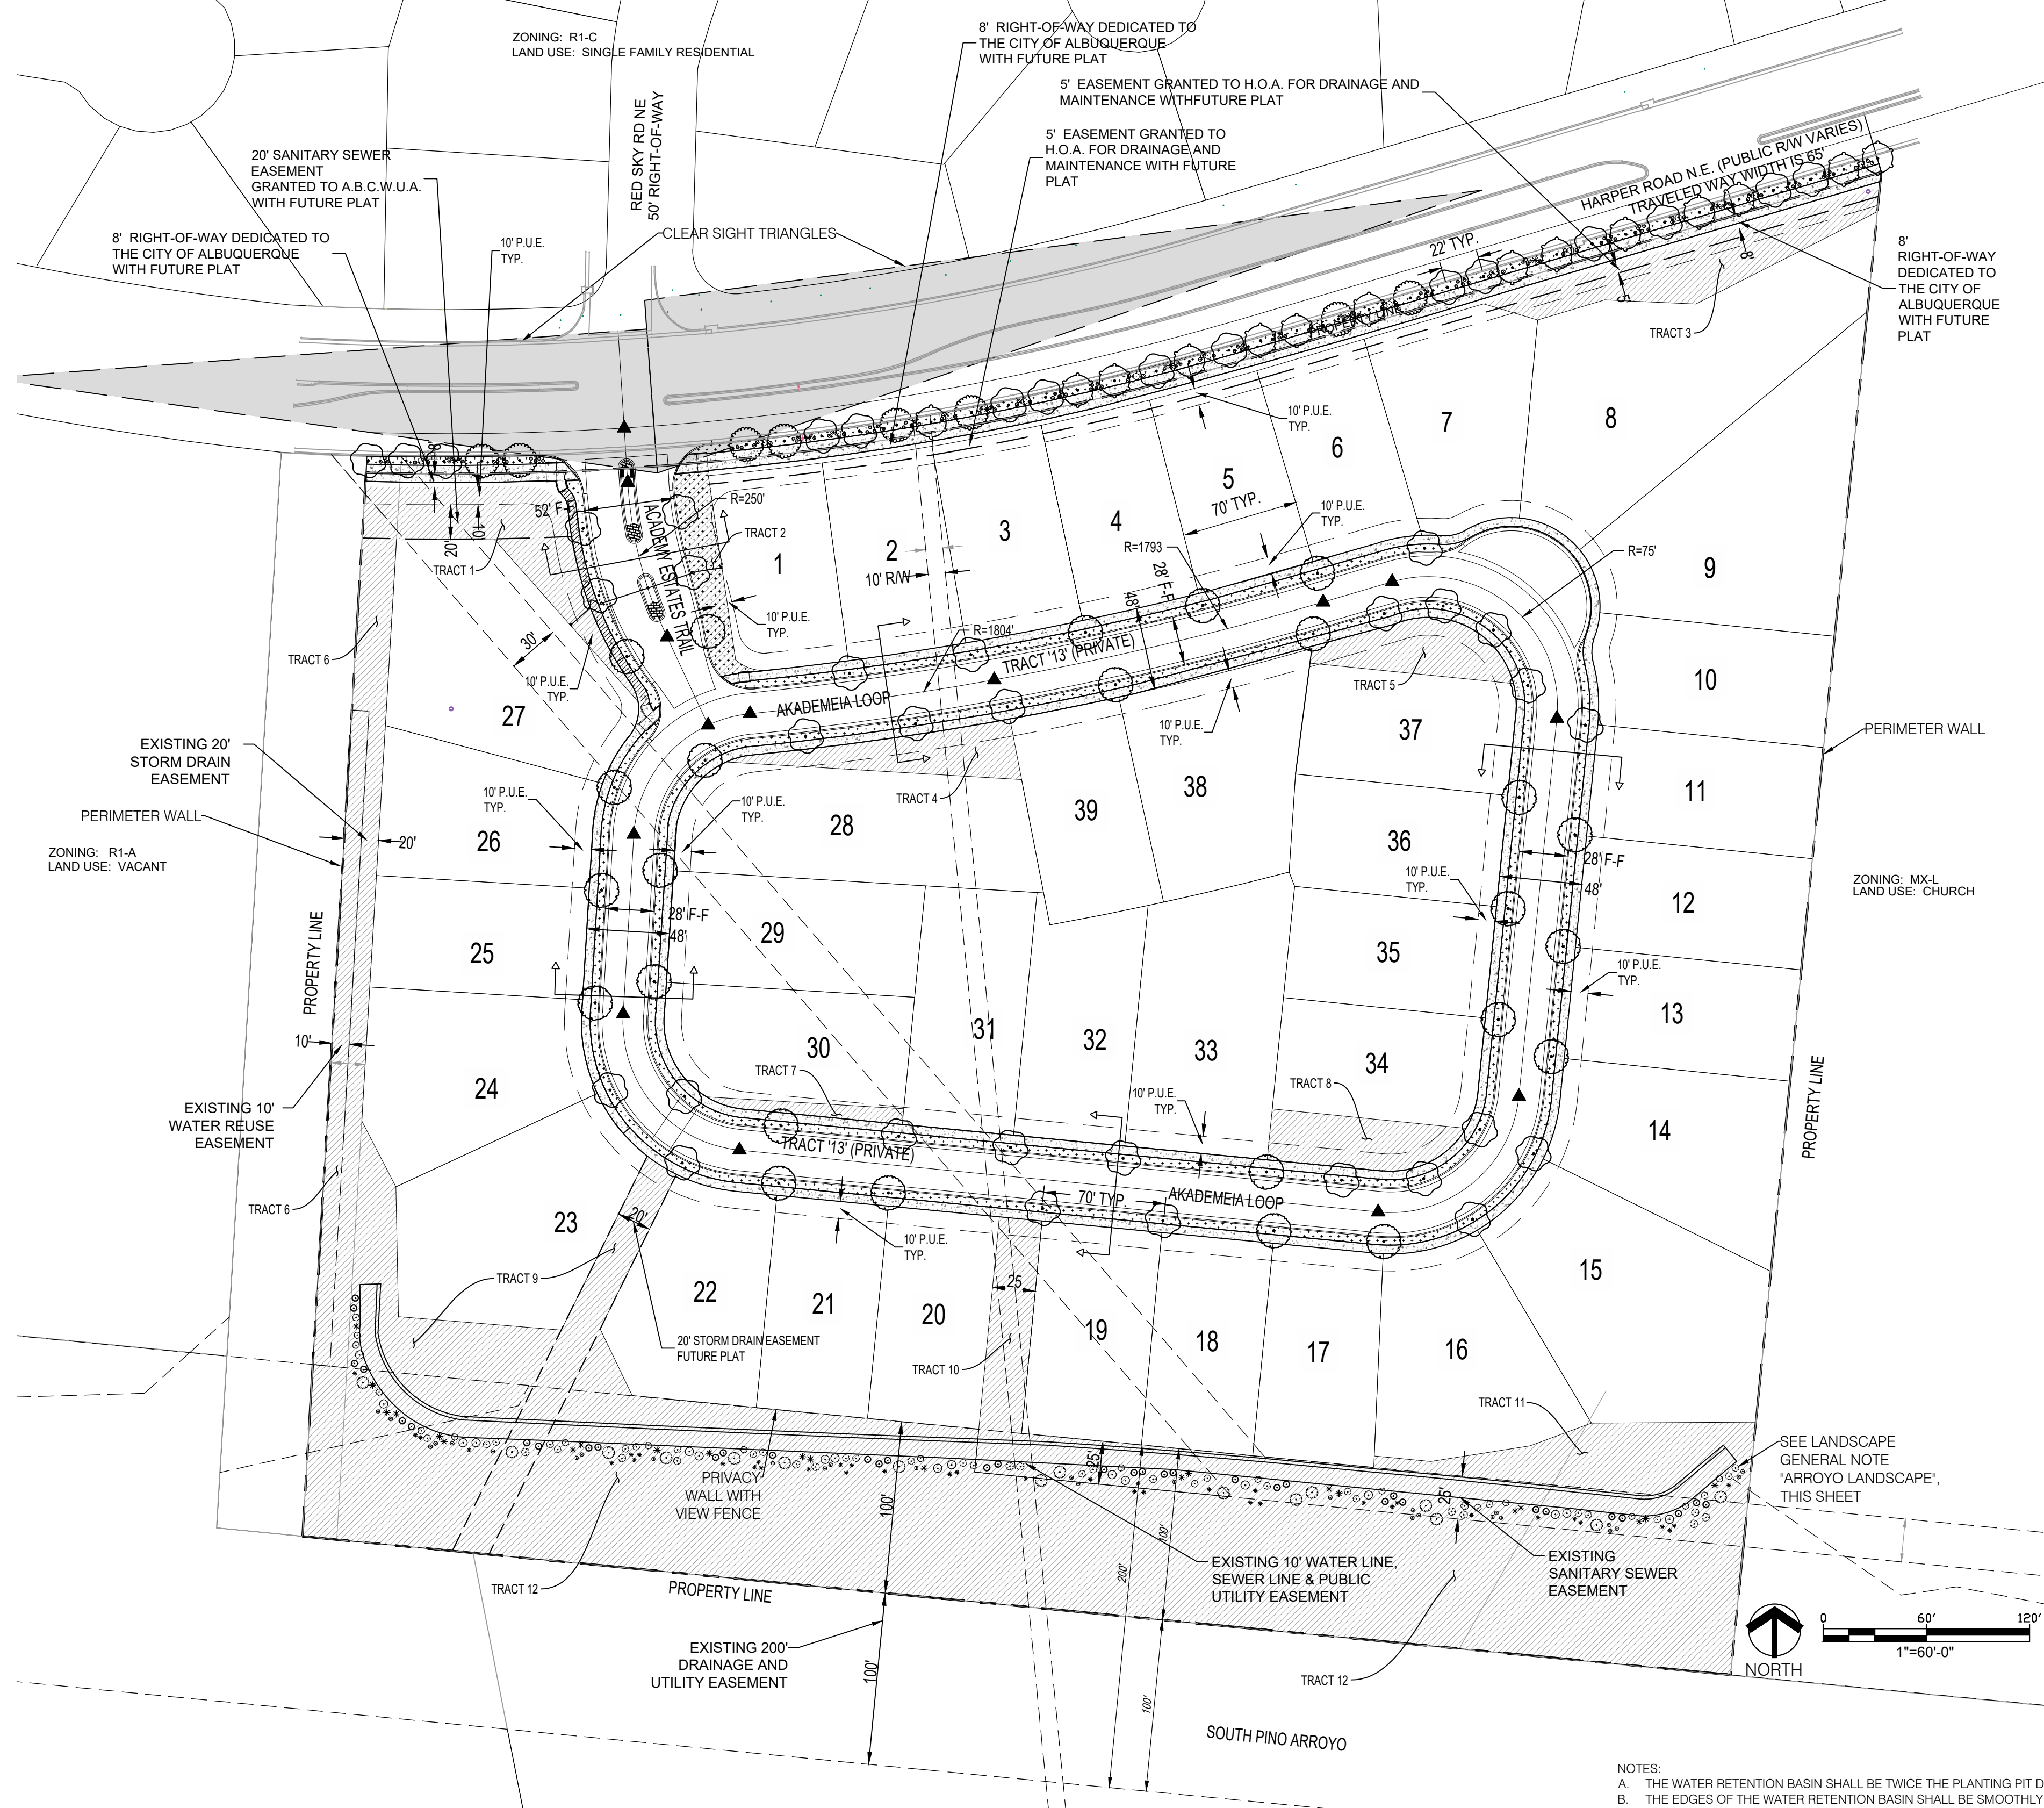 ZONING: R1-C
LAND USE: SINGLE FAMILY RESIDENTIAL
8' RIGHT-OF-WAY DEDICATED TO
THE CITY OF ALBUQUERQUE
WITH FUTURE PLAT
5' EASEMENT GRANTED TO H.O.A. FOR DRAINAGE AND
MAINTENANCE WITHFUTURE PLAT
RED SKY RD NE
50' RIGHT-OF-WAY
5' EASEMENT GRANTED TO
H.O.A. FOR DRAINAGE AND
MAINTENANCE WITH FUTURE
PLAT
20' SANITARY SEWER
EASEMENT
GRANTED TO A.B.C.W.U.A.
WITH FUTURE PLAT
HARPER ROAD N.E. (PUBLIC R/W VARIES)
TRAVELED WAY WIDTH IS 65'
8' RIGHT-OF-WAY DEDICATED TO
THE CITY OF ALBUQUERQUE
WITH FUTURE PLAT
10' P.U.E.
TYP.
CLEAR SIGHT TRIANGLES
22' TYP.
8'
5'
8'
RIGHT-OF-WAY
DEDICATED TO
THE CITY OF
ALBUQUERQUE
WITH FUTURE
PLAT
PROPERTY LINE
TRACT 3
10' P.U.E.
TYP.
8'
7
8
6
5
70' TYP.
10' P.U.E.
TYP.
4
3
2
1
10' R/W
R=1793
28' F-F
48'
R=250'
TRACT 2
52' F-F
20'
10'
TRACT 1
ACADEMY ESTATES TRAIL
10' P.U.E.
TYP.
R=75'
9
30'
TRACT 6
10' P.U.E.
TYP.
27
R=1804'
TRACT '13' (PRIVATE)
AKADEMEIA LOOP
TRACT 5
10
10' P.U.E.
TYP.
37
PERIMETER WALL
EXISTING 20'
STORM DRAIN
EASEMENT
PERIMETER WALL
ZONING: R1-A
LAND USE: VACANT
20'
26
10' P.U.E.
TYP.
10' P.U.E.
TYP.
28
TRACT 4
39
38
36
11
10' P.U.E.
TYP.
28' F-F
48'
12
ZONING: MX-L
LAND USE: CHURCH
PROPERTY LINE
25
28' F-F
48'
29
35
10' P.U.E.
TYP.
13
10'
24
30
31
32
33
34
TRACT 7
TRACT 8
10' P.U.E.
TYP.
EXISTING 10'
WATER REUSE
EASEMENT
TRACT '13' (PRIVATE)
14
PROPERTY LINE
TRACT 6
70' TYP.
AKADEMEIA LOOP
23
20'
10' P.U.E.
TYP.
15
TRACT 9
22
21
20
25
19
18
17
16
20' STORM DRAIN EASEMENT
FUTURE PLAT
TRACT 10
TRACT 11
PRIVACY
WALL WITH
VIEW FENCE
100'
25'
25'
SEE LANDSCAPE
GENERAL NOTE
"ARROYO LANDSCAPE",
THIS SHEET
200'
100'
EXISTING 10' WATER LINE,
SEWER LINE & PUBLIC
UTILITY EASEMENT
EXISTING
SANITARY SEWER
EASEMENT
TRACT 12
PROPERTY LINE
EXISTING 200'
DRAINAGE AND
UTILITY EASEMENT
100'
100'
TRACT 12
0 60' 120'
1"=60'-0"
NORTH
SOUTH PINO ARROYO
NOTES:
A. THE WATER RETENTION BASIN SHALL BE TWICE THE PLANTING PIT D
B. THE EDGES OF THE WATER RETENTION BASIN SHALL BE SMOOTHLY